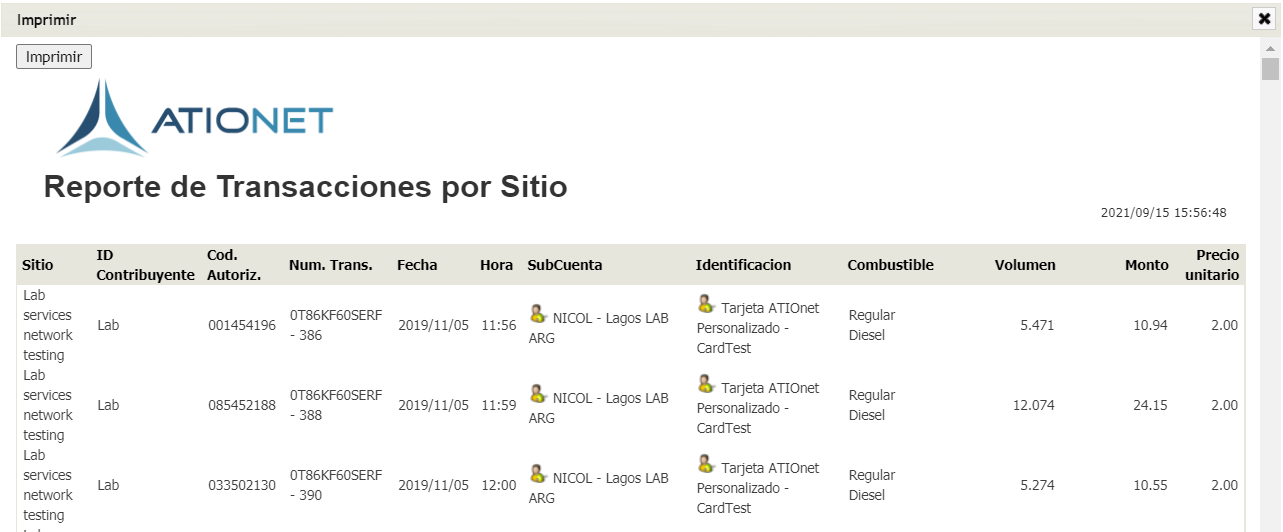 Imprimir
Imprimir
ATIONET
Reporte de Transacciones por Sitio
2021/09/15 15:56:48
Sitio ID Contribuyente Cod. Autoriz. Num. Trans. Fecha Hora SubCuenta Identificacion Combustible Volumen Monto Precio unitario
Lab services network testing Lab 001454196 0T86KF60SERF - 386 2019/11/05 11:56 NICOL - Lagos LAB ARG Tarjeta ATIOnet Personalizado - CardTest Regular Diesel 5.471 10.94 2.00
Lab services network testing Lab 085452188 0T86KF60SERF - 388 2019/11/05 11:59 NICOL - Lagos LAB ARG Tarjeta ATIOnet Personalizado - CardTest Regular Diesel 12.074 24.15 2.00
Lab services network testing Lab 033502130 0T86KF60SERF - 390 2019/11/05 12:00 NICOL - Lagos LAB ARG Tarjeta ATIOnet Personalizado - CardTest Regular Diesel 5.274 10.55 2.00